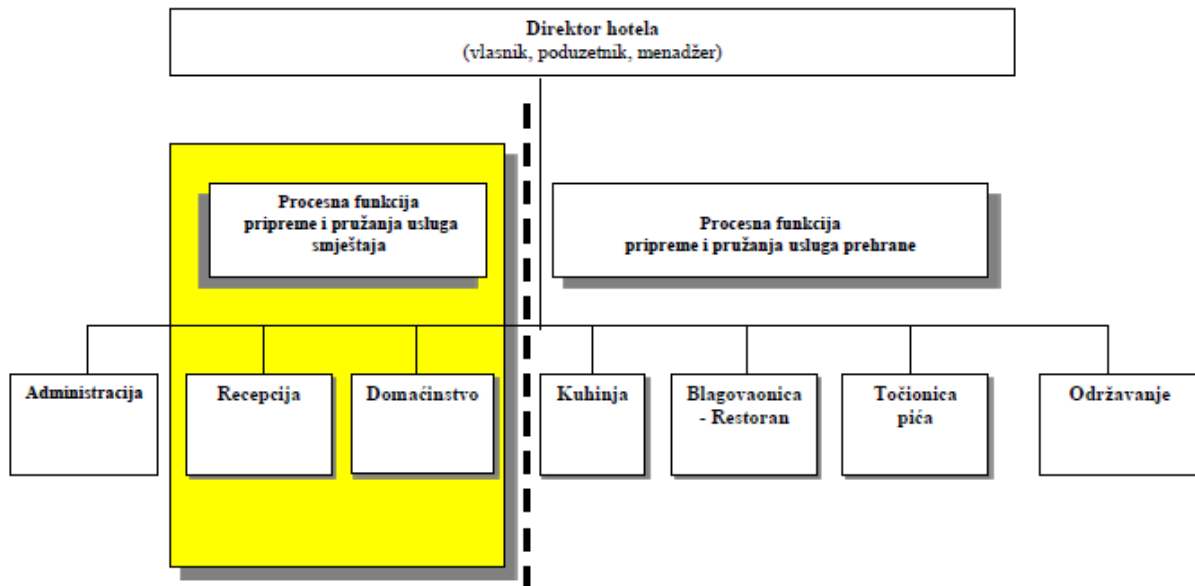 Direktor hotela
(vlasnik, poduzetnik, menadžer)
Procesna funkcija
pripreme i pružanja usluga
smještaja
Procesna funkcija
pripreme i pružanja usluga prehrane
Administracija
Recepcija
Domaćinstvo
Kuhinja
Blagovaonica
- Restoran
Točionica
pića
Održavanje